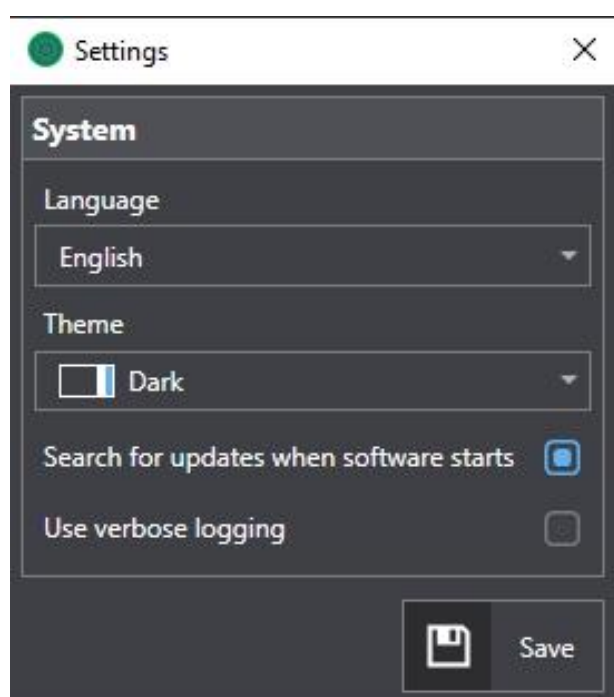 Settings
System
Language
English
Theme
Dark
Search for updates when software starts
Use verbose logging
Save